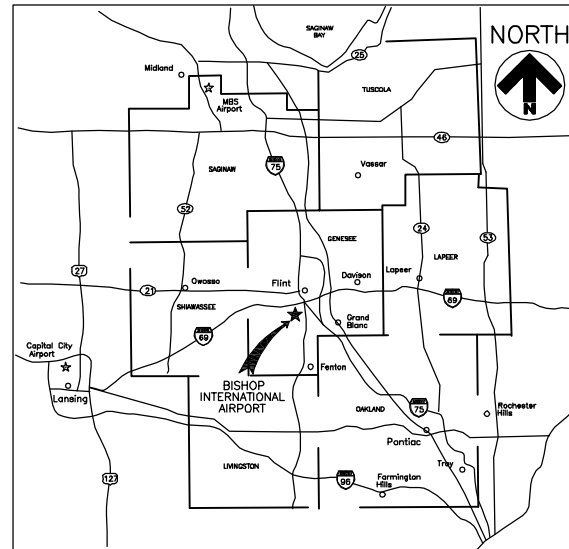 SAGINAW
BAY
NORTH
N
25
Midland
TUSCOLA
MBS
Airport
46
SAGINAW
75
Vassar
52
GENESEE
24
53
LAPEER
27
Davison
Lapeer
21
Owosso
Flint
SHIAWASSEE
69
Grand
Blanc
69
Capital City
Airport
Fenton
Lansing
BISHOP
INTERNATIONAL
AIRPORT
OAKLAND
75
Rochester
Hills
Pontiac
LIVINGSTON
Troy
127
96
Farmington
Hills